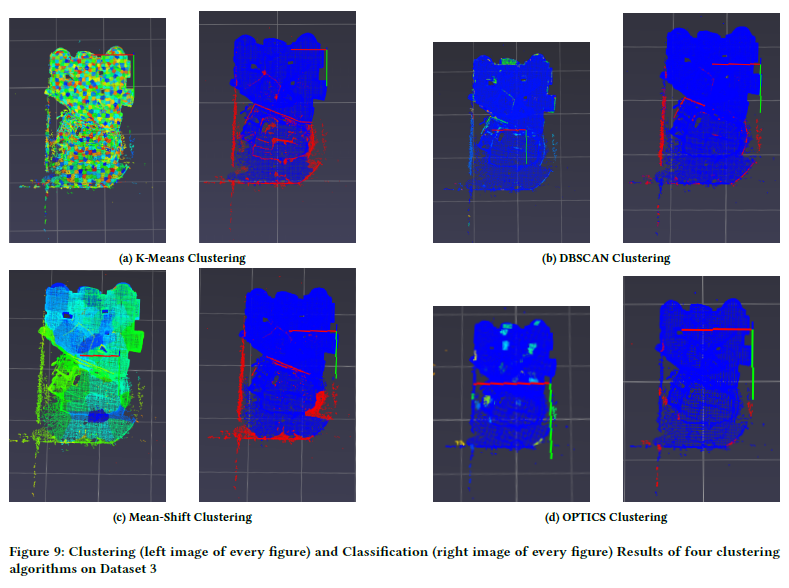 (a) K-Means Clustering
(b) DBSCAN Clustering
(c) Mean-Shift Clustering
(d) OPTICS Clustering
Figure 9: Clustering (left image of every figure) and Classification (right image of every figure) Results of four clustering
algorithms on Dataset 3